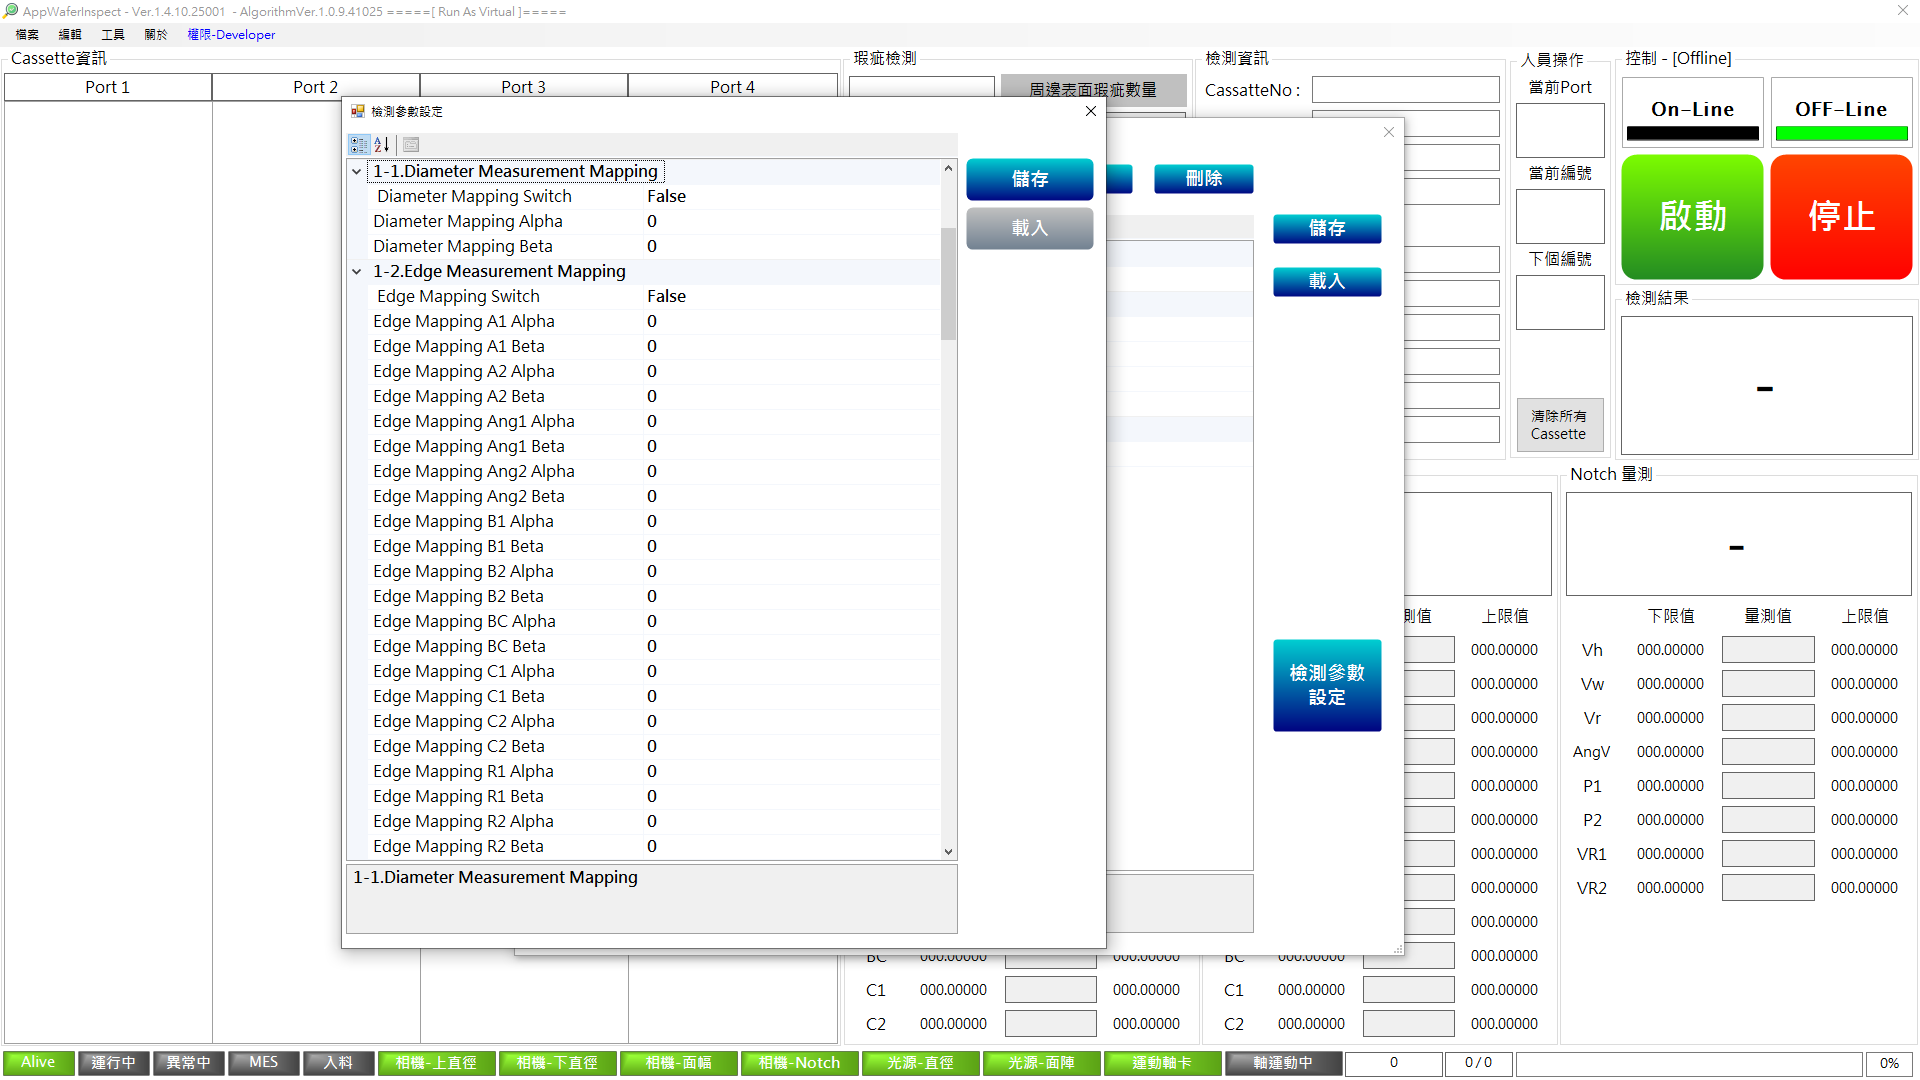 AppWaferInspect - Ver.1.4.10.25001  - AlgorithmVer.1.0.9.41025 =====[ Run As Virtual ]=====
檔案 編輯 工具 關於 權限-Developer
Cassette資訊
Port 1 Port 2 Port 3 Port 4
瑕疵檢測
周邊表面瑕疵數量
檢測資訊
CassatteNo :
人員操作
當前Port
當前編號
下個編號
清除所有
Cassette
控制 - [Offline]
On-Line OFF-Line
啟動 停止
檢測結果
-
檢測參數設定
1-1.Diameter Measurement Mapping
Diameter Mapping Switch False
Diameter Mapping Alpha 0
Diameter Mapping Beta 0
1-2.Edge Measurement Mapping
Edge Mapping Switch False
Edge Mapping A1 Alpha 0
Edge Mapping A1 Beta 0
Edge Mapping A2 Alpha 0
Edge Mapping A2 Beta 0
Edge Mapping Ang1 Alpha 0
Edge Mapping Ang1 Beta 0
Edge Mapping Ang2 Alpha 0
Edge Mapping Ang2 Beta 0
Edge Mapping B1 Alpha 0
Edge Mapping B1 Beta 0
Edge Mapping B2 Alpha 0
Edge Mapping B2 Beta 0
Edge Mapping BC Alpha 0
Edge Mapping BC Beta 0
Edge Mapping C1 Alpha 0
Edge Mapping C1 Beta 0
Edge Mapping C2 Alpha 0
Edge Mapping C2 Beta 0
Edge Mapping R1 Alpha 0
Edge Mapping R1 Beta 0
Edge Mapping R2 Alpha 0
Edge Mapping R2 Beta 0
1-1.Diameter Measurement Mapping
儲存
載入
刪除
儲存
載入
檢測參數
設定
測值 上限值
000.00000
000.00000
000.00000
000.00000
000.00000
000.00000
000.00000
000.00000
000.00000
BC 000.00000 000.00000 BC 000.00000 000.00000
C1 000.00000 000.00000 C1 000.00000 000.00000
C2 000.00000 000.00000 C2 000.00000 000.00000
Notch 量測
-
下限值 量測值 上限值
Vh 000.00000 000.00000
Vw 000.00000 000.00000
Vr 000.00000 000.00000
AngV 000.00000 000.00000
P1 000.00000 000.00000
P2 000.00000 000.00000
VR1 000.00000 000.00000
VR2 000.00000 000.00000
Alive 運行中 異常中 MES 入料 相機-上直徑 相機-下直徑 相機-面幅 相機-Notch 光源-直徑 光源-面陣 運動軸卡 軸運動中 0 0 / 0 0%